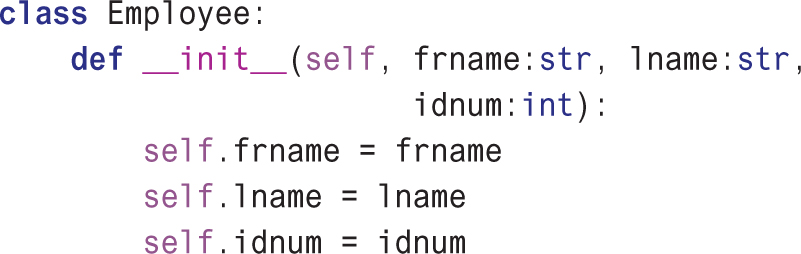 class Employee:
    def __init__(self, frname:str, lname:str,
                   idnum:int):
        self.frname = frname
        self.lname = lname
        self.idnum = idnum